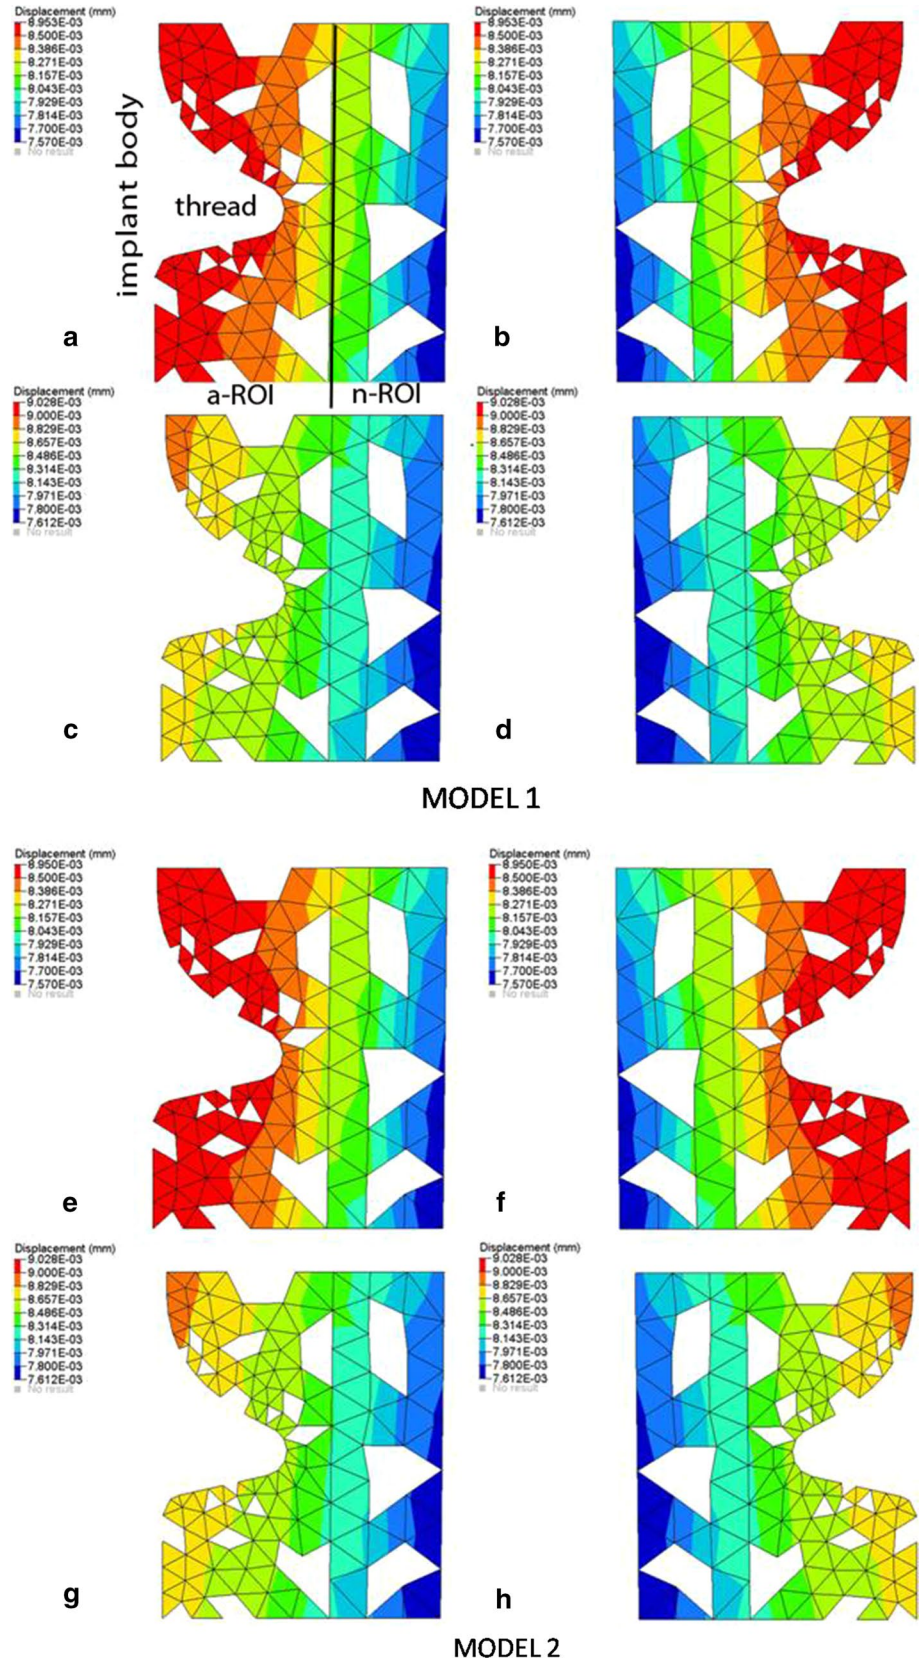 Displacement (mm)
8.953E-03
8.500E-03
8.386E-03
8.271E-03
8.157E-03
8.043E-03
7.929E-03
7.814E-03
7.700E-03
7.570E-03
No result
implant body
thread
a
a-ROI
n-ROI
Displacement (mm)
8.953E-03
8.500E-03
8.386E-03
8.271E-03
8.157E-03
8.043E-03
7.929E-03
7.814E-03
7.700E-03
7.570E-03
No result
b
Displacement (mm)
9.028E-03
9.000E-03
8.829E-03
8.657E-03
8.486E-03
8.314E-03
8.143E-03
7.971E-03
7.800E-03
7.612E-03
No result
c
Displacement (mm)
9.028E-03
9.000E-03
8.829E-03
8.657E-03
8.486E-03
8.314E-03
8.143E-03
7.971E-03
7.800E-03
7.612E-03
No result
d
MODEL 1
Displacement (mm)
8.950E-03
8.500E-03
8.386E-03
8.271E-03
8.157E-03
8.043E-03
7.929E-03
7.814E-03
7.700E-03
7.570E-03
No result
e
Displacement (mm)
8.950E-03
8.500E-03
8.386E-03
8.271E-03
8.157E-03
8.043E-03
7.929E-03
7.814E-03
7.700E-03
7.570E-03
No result
f
Displacement (mm)
9.028E-03
9.000E-03
8.829E-03
8.657E-03
8.486E-03
8.314E-03
8.143E-03
7.971E-03
7.800E-03
7.612E-03
No result
g
Displacement (mm)
9.028E-03
9.000E-03
8.829E-03
8.657E-03
8.486E-03
8.314E-03
8.143E-03
7.971E-03
7.800E-03
7.612E-03
No result
h
MODEL 2